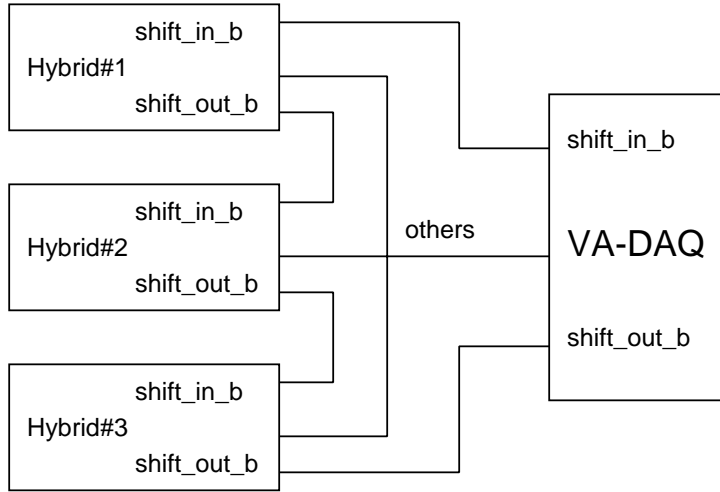 shift_in_b
Hybrid#1
shift_out_b
shift_in_b
Hybrid#2
shift_out_b
shift_in_b
Hybrid#3
shift_out_b
others
shift_in_b
VA-DAQ
shift_out_b